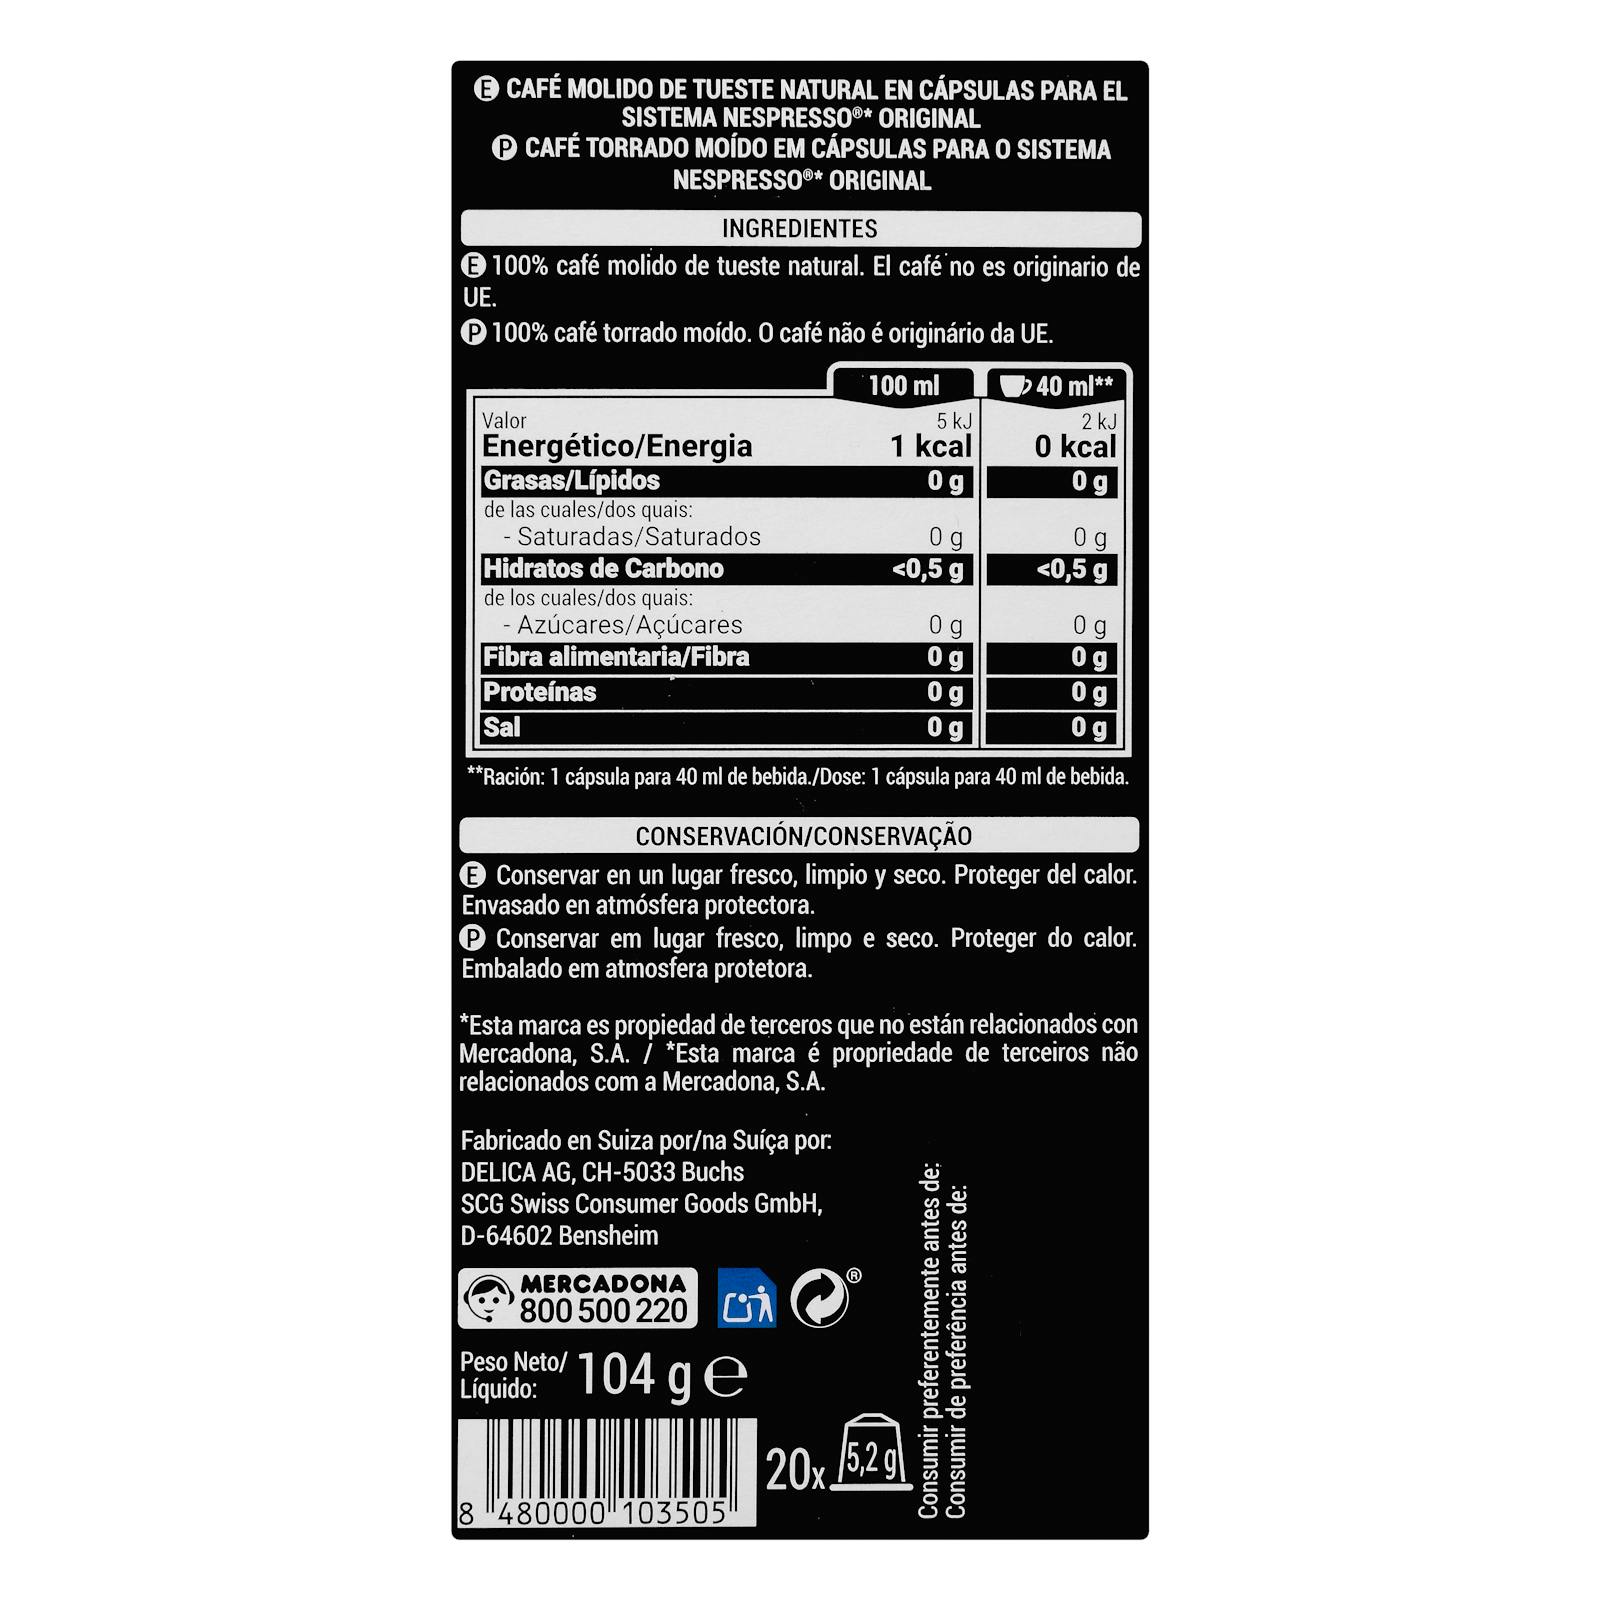 E CAFÉ MOLIDO DE TUESTE NATURAL EN CÁPSULAS PARA EL
SISTEMA NESPRESSO®* ORIGINAL
P CAFÉ TORRADO MOÍDO EM CÁPSULAS PARA O SISTEMA
NESPRESSO®* ORIGINAL
INGREDIENTES
E 100% café molido de tueste natural. El café no es originario de
UE.
P 100% café torrado moído. O café não é originário da UE.
100 ml 40 ml**
Valor 5 kJ 2 kJ
Energético/Energia 1 kcal 0 kcal
Grasas/Lípidos 0 g 0 g
de las cuales/dos quais:
- Saturadas/Saturados 0 g 0 g
Hidratos de Carbono <0,5 g <0,5 g
de los cuales/dos quais:
- Azúcares/Açúcares 0 g 0 g
Fibra alimentaria/Fibra 0 g 0 g
Proteínas 0 g 0 g
Sal 0 g 0 g
**Ración: 1 cápsula para 40 ml de bebida./Dose: 1 cápsula para 40 ml de bebida.
CONSERVACIÓN/CONSERVAÇÃO
E Conservar en un lugar fresco, limpio y seco. Proteger del calor.
Envasado en atmósfera protectora.
P Conservar em lugar fresco, limpo e seco. Proteger do calor.
Embalado em atmosfera protetora.
*Esta marca es propiedad de terceros que no están relacionados con
Mercadona, S.A. / *Esta marca é propriedade de terceiros não
relacionados com a Mercadona, S.A.
Fabricado en Suiza por/na Suíça por:
DELICA AG, CH-5033 Buchs
SCG Swiss Consumer Goods GmbH,
D-64602 Bensheim
MERCADONA
800 500 220
®
Peso Neto/
Líquido:
104 g e
20x 5,2 g
8 480000 103505
Consumir preferentemente antes de:
Consumir de preferência antes de: